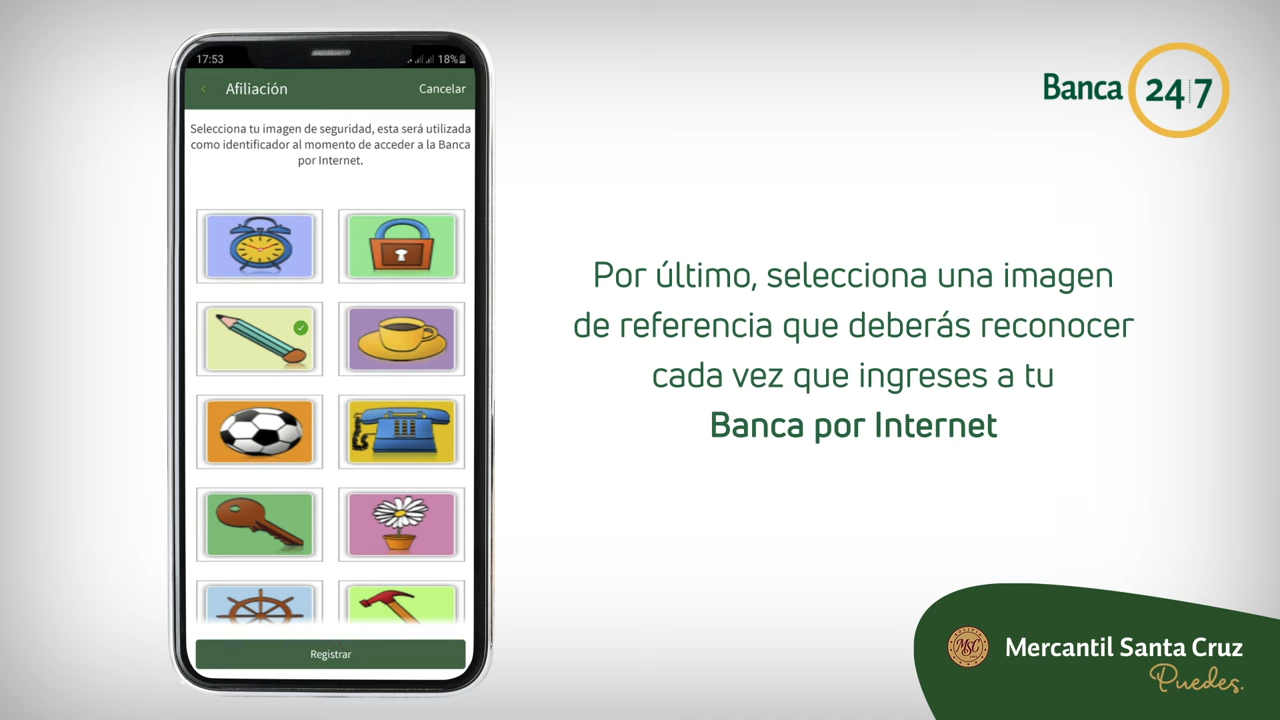 17:53
18%
Afiliación
Cancelar
Selecciona tu imagen de seguridad, esta será utilizada
como identificador al momento de acceder a la Banca
por Internet.
Registrar
Banca 24|7
Por último, selecciona una imagen
de referencia que deberás reconocer
cada vez que ingreses a tu
Banca por Internet
MSC
Mercantil Santa Cruz
Puedes.